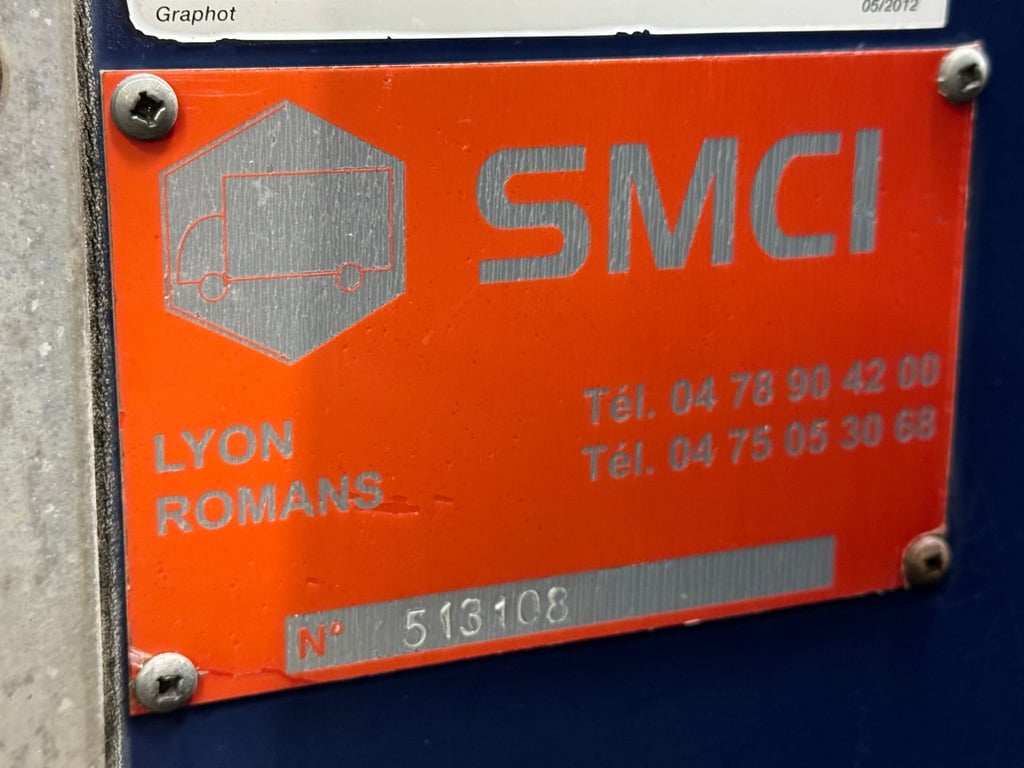 Graphot
05/2012
SMCI
LYON
Tél. 04 78 90 42 00
ROMANS
Tél. 04 75 05 30 68
N° 513108